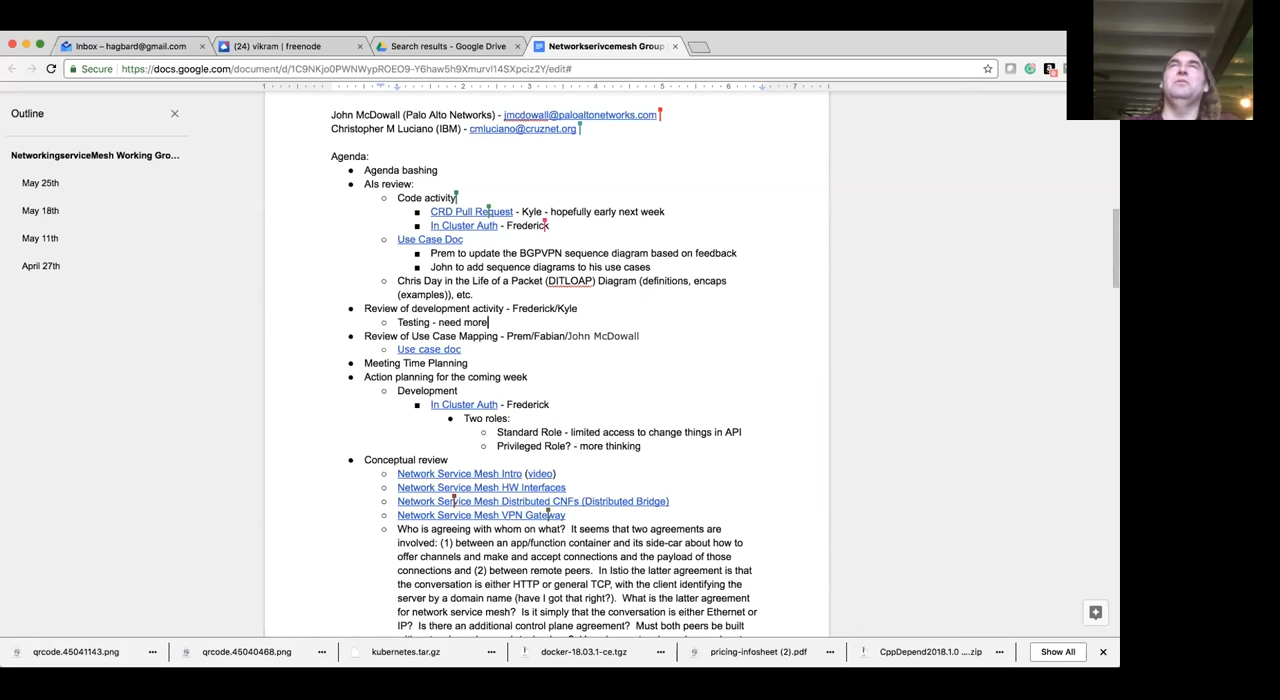 Inbox – hagbard@gmail.com
(24) vikram | freenode
Search results - Google Drive
Networkserivcemesh Group
Secure | https://docs.google.com/document/d/1C9NKjo0PWNWypROEO9-Y6haw5h9Xmurvl14SXpciz2Y/edit#
1 2 3 4 5 6 7
Outline
NetworkingserviceMesh Working Gro...
May 25th
May 18th
May 11th
April 27th
John McDowall (Palo Alto Networks) - jmcdowall@paloaltonetworks.com
Christopher M Luciano (IBM) - cmluciano@cruznet.org
Agenda:
● Agenda bashing
● AIs review:
○ Code activity
■ CRD Pull Request - Kyle - hopefully early next week
■ In Cluster Auth - Frederick
○ Use Case Doc
■ Prem to update the BGPVPN sequence diagram based on feedback
■ John to add sequence diagrams to his use cases
○ Chris Day in the Life of a Packet (DITLOAP) Diagram (definitions, encaps
(examples)), etc.
● Review of development activity - Frederick/Kyle
○ Testing - need more
● Review of Use Case Mapping - Prem/Fabian/John McDowall
○ Use case doc
● Meeting Time Planning
● Action planning for the coming week
○ Development
■ In Cluster Auth - Frederick
● Two roles:
○ Standard Role - limited access to change things in API
○ Privileged Role? - more thinking
● Conceptual review
○ Network Service Mesh Intro (video)
○ Network Service Mesh HW Interfaces
○ Network Service Mesh Distributed CNFs (Distributed Bridge)
○ Network Service Mesh VPN Gateway
○ Who is agreeing with whom on what? It seems that two agreements are
involved: (1) between an app/function container and its side-car about how to
offer channels and make and accept connections and the payload of those
connections and (2) between remote peers. In Istio the latter agreement is that
the conversation is either HTTP or general TCP, with the client identifying the
server by a domain name (have I got that right?). What is the latter agreement
for network service mesh? Is it simply that the conversation is either Ethernet or
IP? Is there an additional control plane agreement? Must both peers be built
qrcode.45041143.png
qrcode.45040468.png
kubernetes.tar.gz
docker-18.03.1-ce.tgz
pricing-infosheet (2).pdf
CppDepend2018.1.0 ....zip
Show All